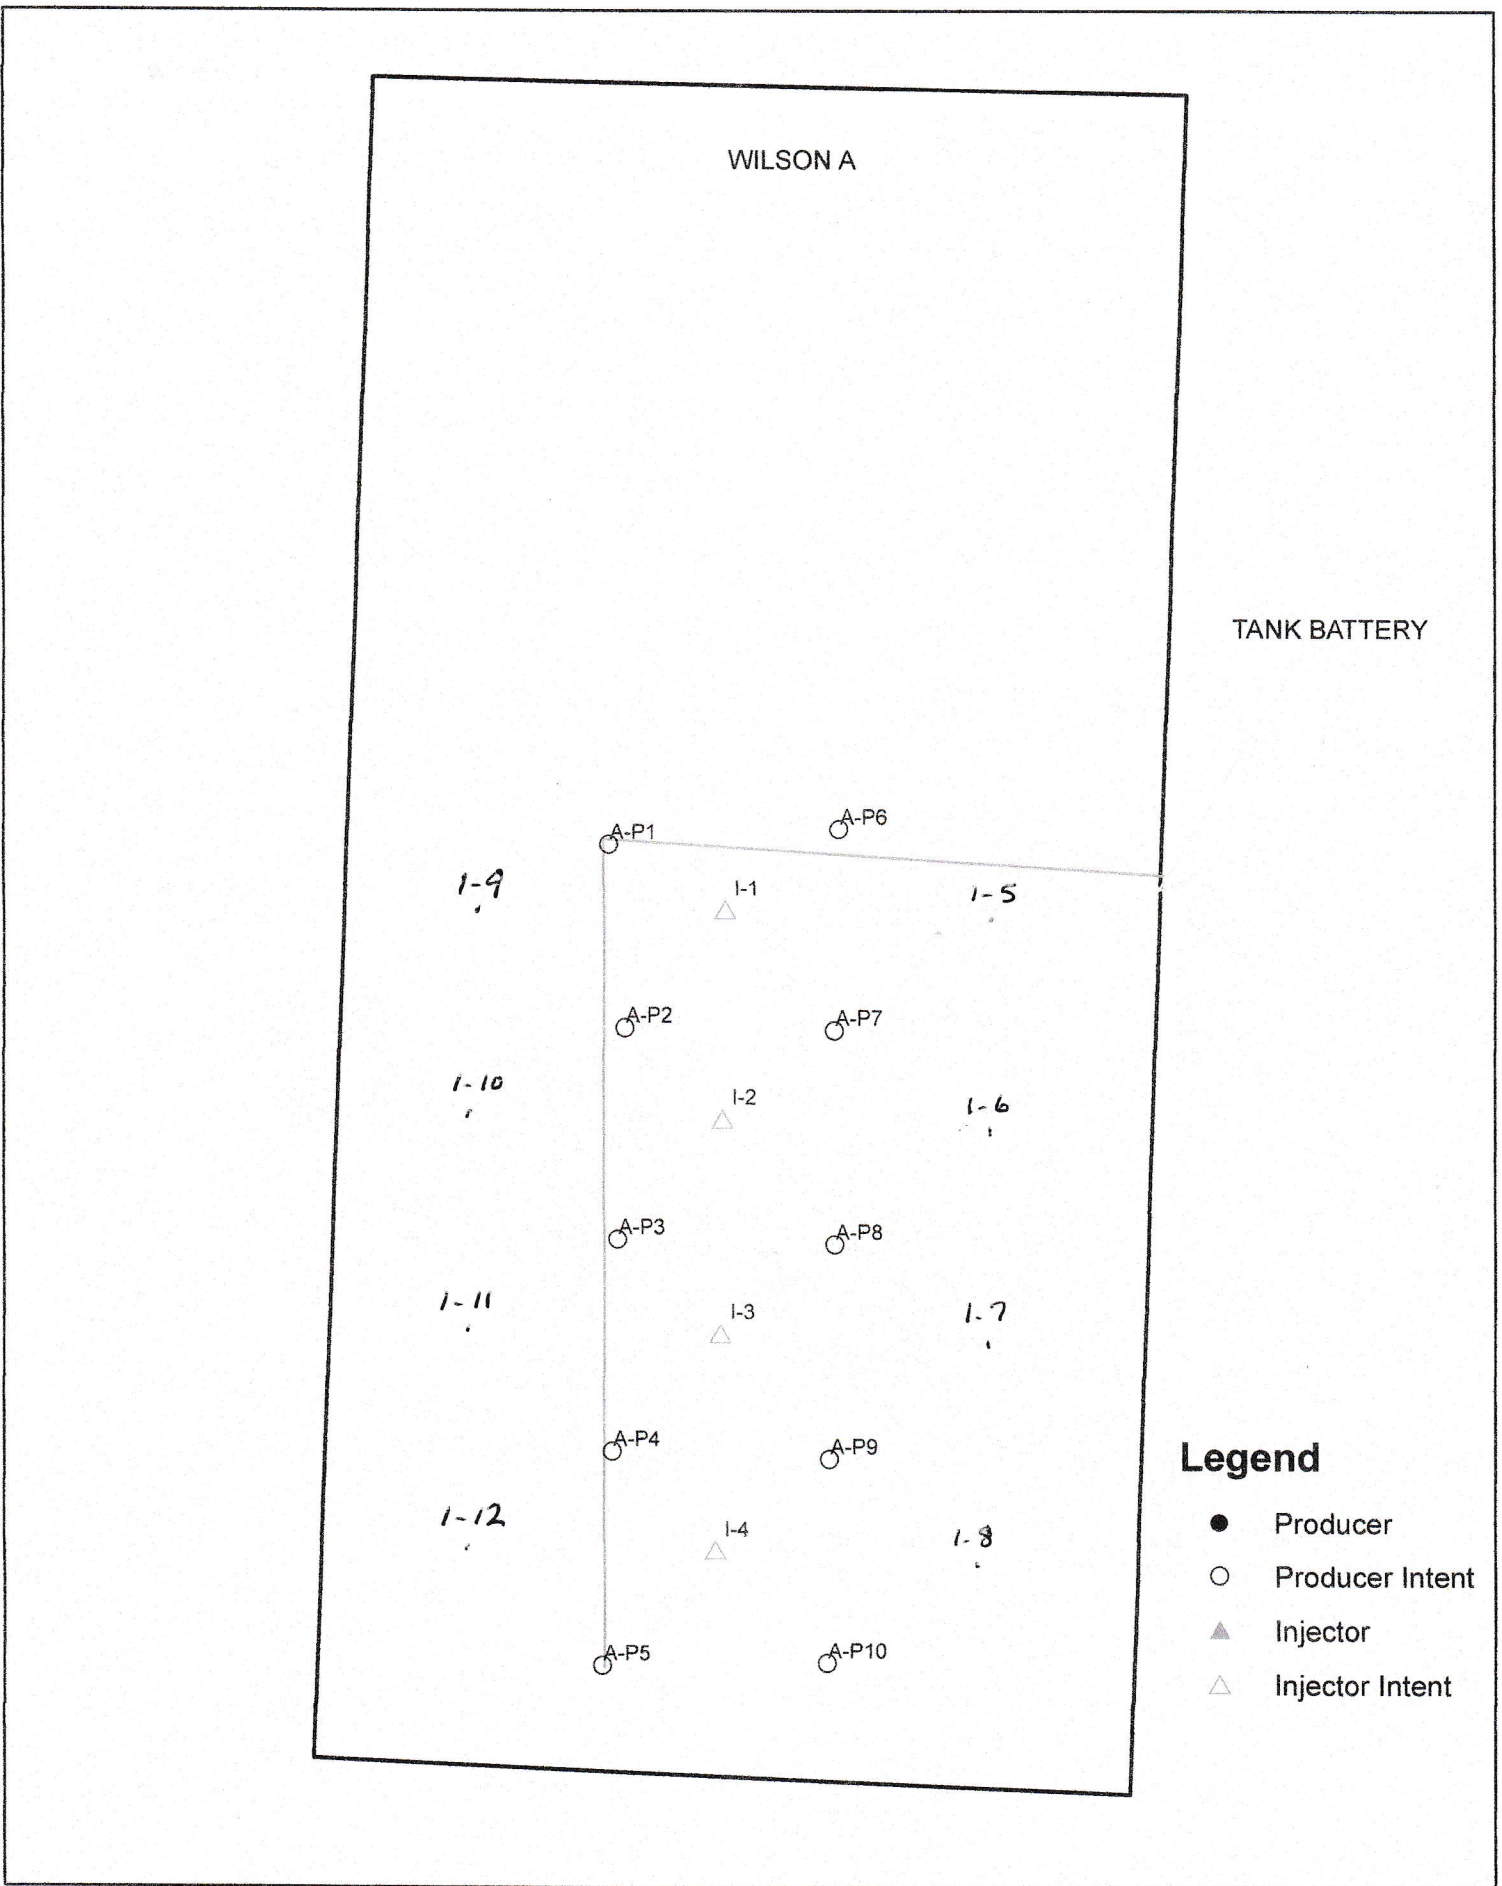 WILSON A
TANK BATTERY
A-P1
A-P6
1-9
I-1
1-5
A-P2
A-P7
1-10
I-2
1-6
A-P3
A-P8
1-11
I-3
1-7
A-P4
A-P9
1-12
I-4
1-8
A-P5
A-P10
Legend
Producer
Producer Intent
Injector
Injector Intent